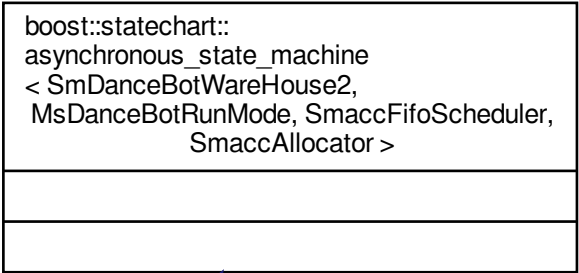 boost::statechart::
asynchronous_state_machine
< SmDanceBotWareHouse2,
MsDanceBotRunMode, SmaccFifoScheduler,
SmaccAllocator >